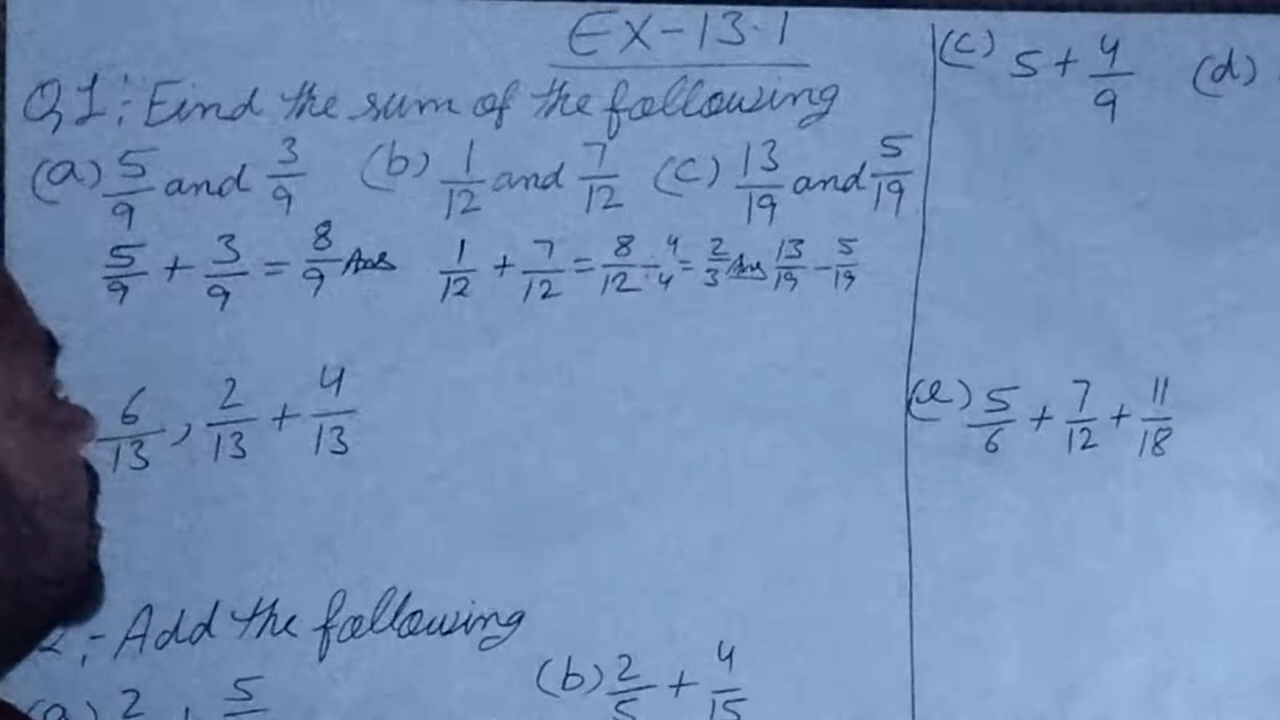 Ex-13.1
Q1:- Find the sum of the following
(a) 5/9 and 3/9 (b) 1/12 and 7/12 (c) 13/19 and 5/19
5/9 + 3/9 = 8/9 Ans 1/12 + 7/12 = 8/12 ÷ 4/4 = 2/3 Ans 13/19 - 5/19
6/13, 2/13 + 4/13
2:- Add the following
(a) 2 5 (b) 2/5 + 4/15
(c) 5 + 4/9 (d)
(e) 5/6 + 7/12 + 11/18